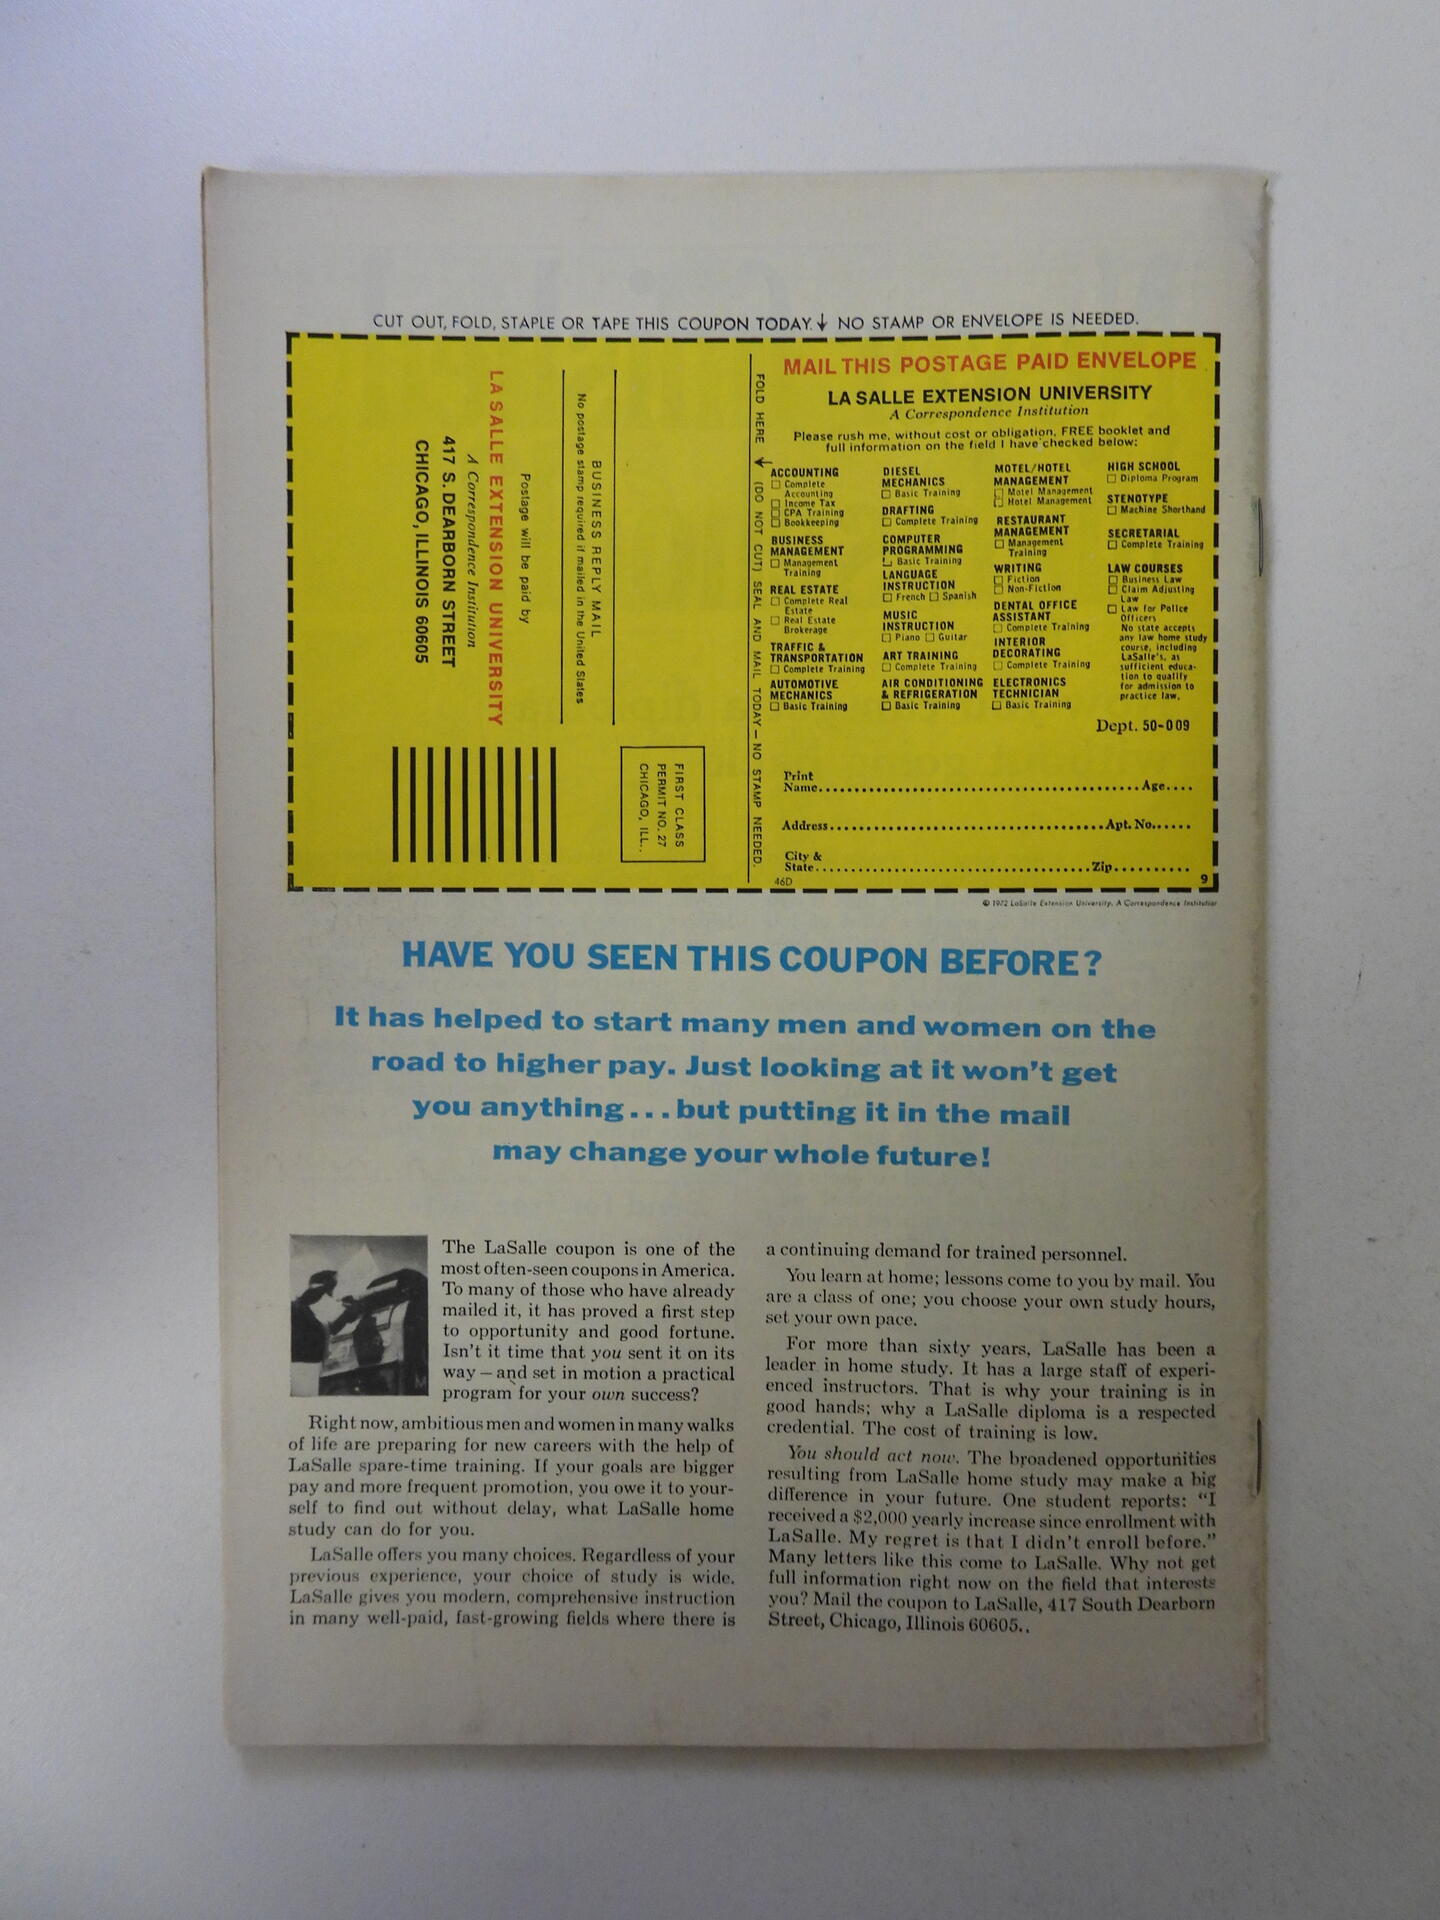 CUT OUT, FOLD, STAPLE OR TAPE THIS COUPON TODAY. ↓ NO STAMP OR ENVELOPE IS NEEDED.
LA SALLE EXTENSION UNIVERSITY
A Correspondence Institution
417 S. DEARBORN STREET
CHICAGO, ILLINOIS 60605
Postage will be paid by
BUSINESS REPLY MAIL
No postage stamp required if mailed in the United States
FIRST CLASS
PERMIT NO. 27
CHICAGO, ILL..
FOLD HERE (DO NOT CUT) SEAL AND MAIL TODAY — NO STAMP NEEDED.
MAIL THIS POSTAGE PAID ENVELOPE
LA SALLE EXTENSION UNIVERSITY
A Correspondence Institution
Please rush me, without cost or obligation, FREE booklet and
full information on the field I have checked below:
ACCOUNTING
☐ Complete
Accounting
☐ Income Tax
☐ CPA Training
☐ Bookkeeping
BUSINESS
MANAGEMENT
☐ Management
Training
REAL ESTATE
☐ Complete Real
Estate
☐ Real Estate
Brokerage
TRAFFIC &
TRANSPORTATION
☐ Complete Training
AUTOMOTIVE
MECHANICS
☐ Basic Training
DIESEL
MECHANICS
☐ Basic Training
DRAFTING
☐ Complete Training
COMPUTER
PROGRAMMING
☐ Basic Training
LANGUAGE
INSTRUCTION
☐ French ☐ Spanish
MUSIC
INSTRUCTION
☐ Piano ☐ Guitar
ART TRAINING
☐ Complete Training
AIR CONDITIONING
& REFRIGERATION
☐ Basic Training
MOTEL/HOTEL
MANAGEMENT
☐ Motel Management
☐ Hotel Management
RESTAURANT
MANAGEMENT
☐ Management
Training
WRITING
☐ Fiction
☐ Non-Fiction
DENTAL OFFICE
ASSISTANT
☐ Complete Training
INTERIOR
DECORATING
☐ Complete Training
ELECTRONICS
TECHNICIAN
☐ Basic Training
HIGH SCHOOL
☐ Diploma Program
STENOTYPE
☐ Machine Shorthand
SECRETARIAL
☐ Complete Training
LAW COURSES
☐ Business Law
☐ Claim Adjusting
Law
☐ Law for Police
Officers
No state accepts
any law home study
course, including
LaSalle's, as
sufficient educa-
tion to qualify
for admission to
practice law.
Dept. 50-009
Print
Name........................................Age....
Address........................................Apt. No......
City &
State........................................Zip..........
46D
9
© 1972 LaSalle Extension University, A Correspondence Institution
HAVE YOU SEEN THIS COUPON BEFORE?
It has helped to start many men and women on the
road to higher pay. Just looking at it won't get
you anything...but putting it in the mail
may change your whole future!
The LaSalle coupon is one of the
most often-seen coupons in America.
To many of those who have already
mailed it, it has proved a first step
to opportunity and good fortune.
Isn't it time that you sent it on its
way – and set in motion a practical
program for your own success?
Right now, ambitious men and women in many walks
of life are preparing for new careers with the help of
LaSalle spare-time training. If your goals are bigger
pay and more frequent promotion, you owe it to your-
self to find out without delay, what LaSalle home
study can do for you.
LaSalle offers you many choices. Regardless of your
previous experience, your choice of study is wide.
LaSalle gives you modern, comprehensive instruction
in many well-paid, fast-growing fields where there is
a continuing demand for trained personnel.
You learn at home; lessons come to you by mail. You
are a class of one; you choose your own study hours,
set your own pace.
For more than sixty years, LaSalle has been a
leader in home study. It has a large staff of experi-
enced instructors. That is why your training is in
good hands; why a LaSalle diploma is a respected
credential. The cost of training is low.
You should act now. The broadened opportunities
resulting from LaSalle home study may make a big
difference in your future. One student reports: "I
received a $2,000 yearly increase since enrollment with
LaSalle. My regret is that I didn't enroll before."
Many letters like this come to LaSalle. Why not get
full information right now on the field that interests
you? Mail the coupon to LaSalle, 417 South Dearborn
Street, Chicago, Illinois 60605..